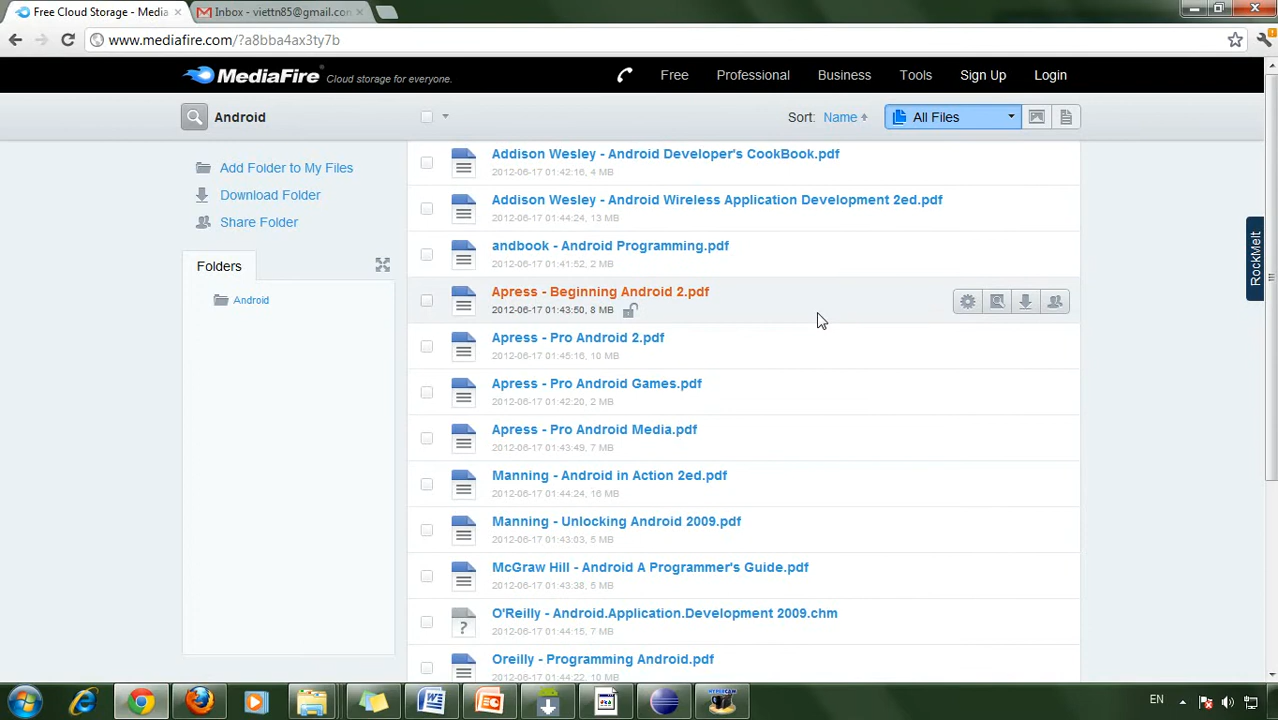 Free Cloud Storage - Media
Inbox - viettn85@gmail.con
www.mediafire.com/?a8bba4ax3ty7b
MediaFire Cloud storage for everyone.
Free
Professional
Business
Tools
Sign Up
Login
Android
Sort: Name
All Files
Add Folder to My Files
Download Folder
Share Folder
Folders
Android
Addison Wesley - Android Developer's CookBook.pdf
2012-06-17 01:42:16, 4 MB
Addison Wesley - Android Wireless Application Development 2ed.pdf
2012-06-17 01:44:24, 13 MB
andbook - Android Programming.pdf
2012-06-17 01:41:52, 2 MB
Apress - Beginning Android 2.pdf
2012-06-17 01:43:50, 8 MB
Apress - Pro Android 2.pdf
2012-06-17 01:45:16, 10 MB
Apress - Pro Android Games.pdf
2012-06-17 01:42:20, 2 MB
Apress - Pro Android Media.pdf
2012-06-17 01:43:49, 7 MB
Manning - Android in Action 2ed.pdf
2012-06-17 01:44:24, 16 MB
Manning - Unlocking Android 2009.pdf
2012-06-17 01:43:03, 5 MB
McGraw Hill - Android A Programmer's Guide.pdf
2012-06-17 01:43:38, 5 MB
O'Reilly - Android.Application.Development 2009.chm
2012-06-17 01:44:15, 7 MB
Oreilly - Programming Android.pdf
2012-06-17 01:44:22, 10 MB
RockMelt
HYPERCAM
EN